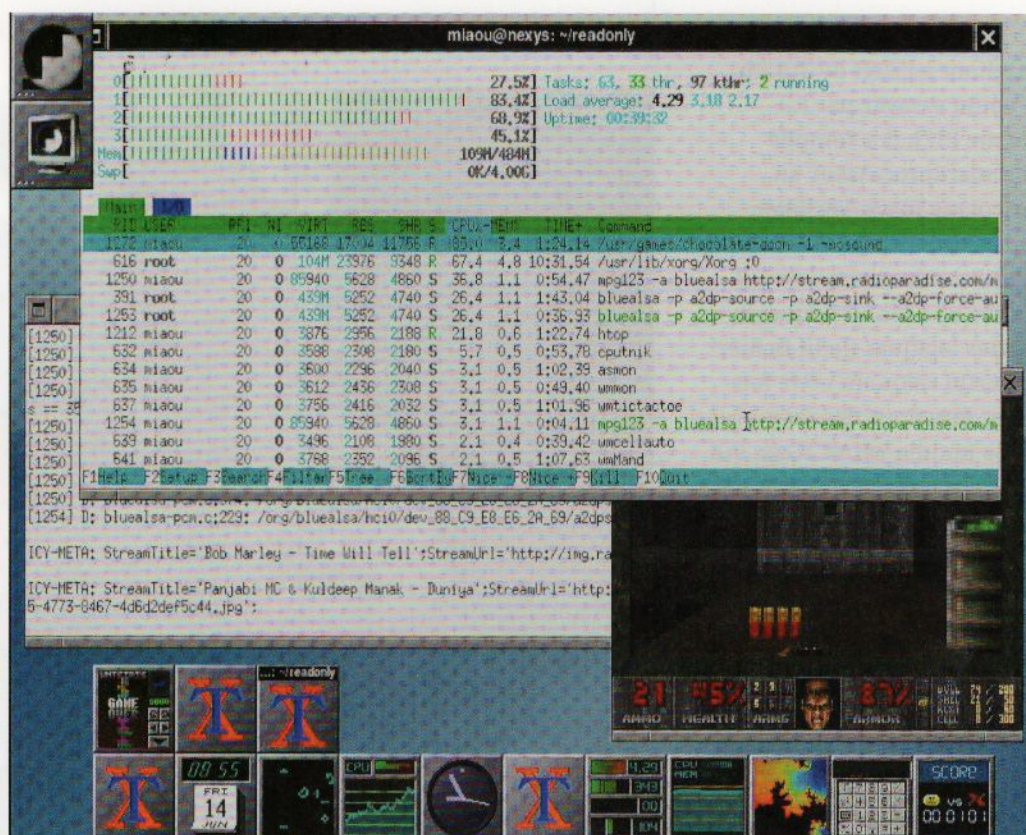 miaou@nexys: ~/readonly
0[ 27.5%] Tasks: 63, 33 thr, 97 kthr; 2 running
1[ 83.4%] Load average: 4.29 3.18 2.17
2[ 68.9%] Uptime: 00:39:32
3[ 45.1%]
Mem[ 109M/484M]
Swp[ 0K/4.00G]
Main I/O
PID USER PRI NI VIRT RES SHR S CPU%-MEM% TIME+ Command
1272 miaou 20 0 55168 17004 11756 R 85.0 3.4 1:24.14 /usr/games/chocolate-doom -1 -nosound
616 root 20 0 104M 23976 9348 R 67.4 4.8 10:31.54 /usr/lib/xorg/Xorg :0
1250 miaou 20 0 85940 5628 4860 S 36.8 1.1 0:54.47 mpg123 -a bluealsa http://stream.radioparadise.com/m
391 root 20 0 439M 5252 4740 S 26.4 1.1 1:43.04 bluealsa -p a2dp-source -p a2dp-sink --a2dp-force-au
1253 root 20 0 439M 5252 4740 S 26.4 1.1 0:36.93 bluealsa -p a2dp-source -p a2dp-sink --a2dp-force-au
1212 miaou 20 0 3876 2956 2188 R 21.8 0.6 1:22.74 htop
632 miaou 20 0 3588 2308 2180 S 5.7 0.5 0:53.78 cputnik
634 miaou 20 0 3600 2296 2040 S 3.1 0.5 1:02.39 asmon
635 miaou 20 0 3612 2436 2308 S 3.1 0.5 0:49.40 wmmon
637 miaou 20 0 3756 2416 2032 S 3.1 0.5 1:01.96 wmtictactoe
1254 miaou 20 0 85940 5628 4860 S 3.1 1.1 0:04.11 mpg123 -a bluealsa http://stream.radioparadise.com/m
639 miaou 20 0 3496 2108 1980 S 2.1 0.4 0:39.42 wmcellauto
641 miaou 20 0 3768 2352 2096 S 2.1 0.5 1:07.63 wmMand
F1Help F2Setup F3Search F4Filter F5Tree F6SortBy F7Nice -F8Nice +F9Kill F10Quit
[1250]
[1250]
[1250]
[1250]
s == 35
[1250]
[1250]
[1250]
[1250]
[1250]
[1254] D: bluealsa-pcm.c:229: /org/bluealsa/hci0/dev_88_C9_E8_E6_2A_69/a2dps
ICY-META: StreamTitle='Bob Marley - Time Will Tell';StreamUrl='http://img.ra
ICY-META: StreamTitle='Panjabi MC & Kuldeep Manak - Duniya';StreamUrl='http:
5-4773-8467-4d6d2def5c44.jpg';
21 45% 87%
AMMO HEALTH ARMS ARMOR
BULL
SHEL
RCKT
CELL
...: ~/readonly
GAME
08 55
FRI
14
JUN
CPU
4.29
343
00
104
CPU
MEM
SCORE
VS
000101